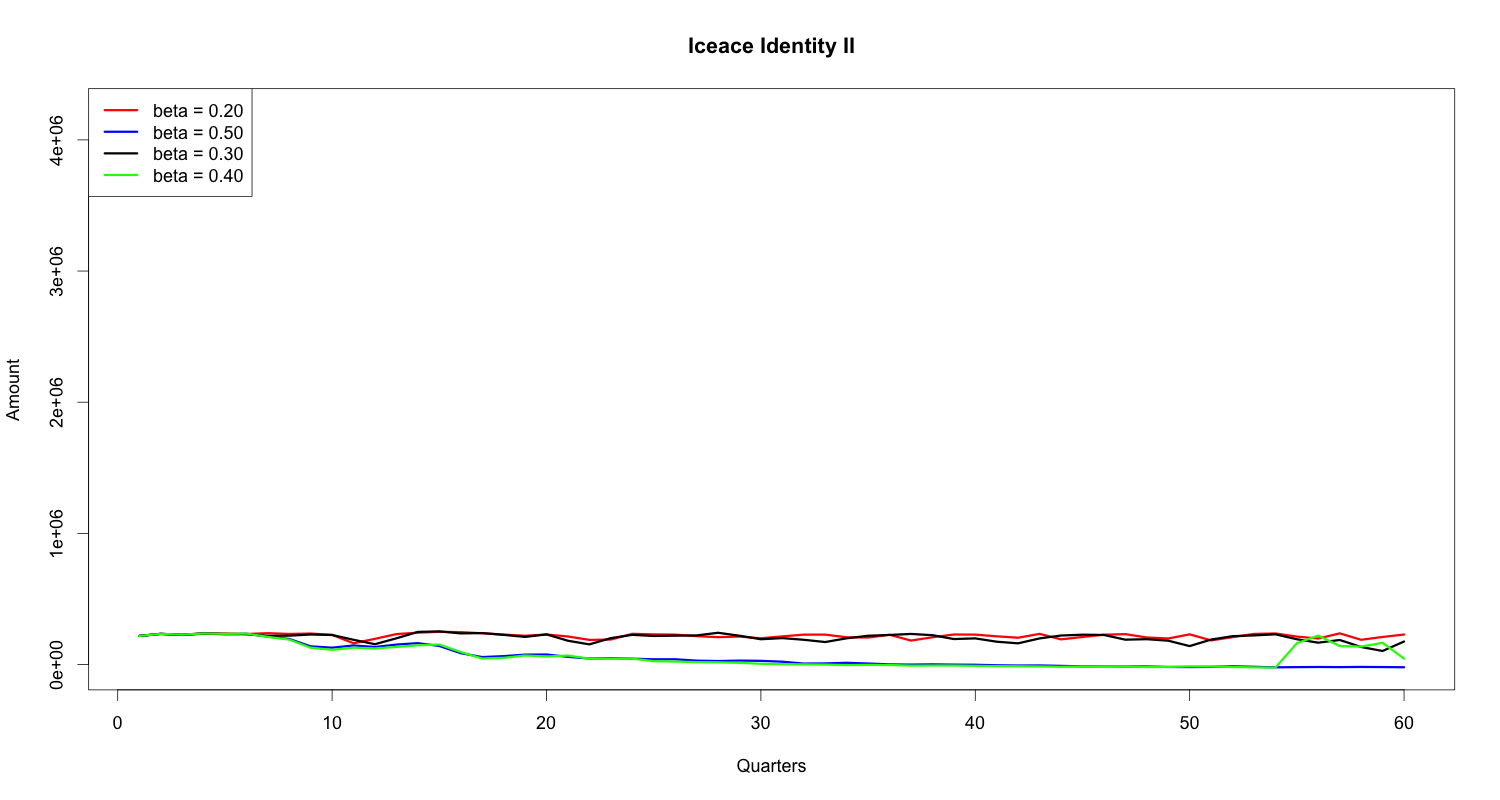 Iceace Identity II
beta = 0.20
beta = 0.50
beta = 0.30
beta = 0.40
4e+06
3e+06
2e+06
1e+06
0e+00
Amount
0 10 20 30 40 50 60
Quarters